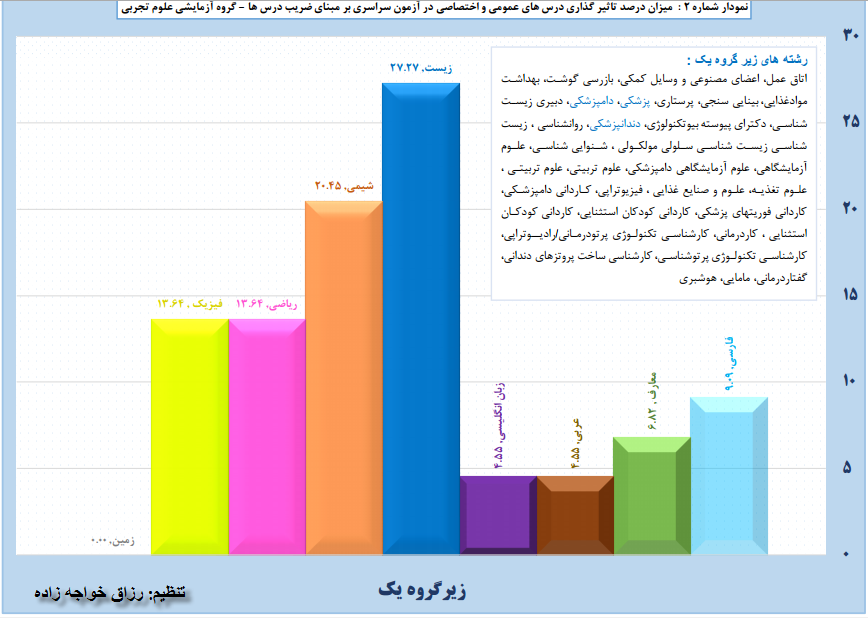 نمودار شماره ۲ : میزان درصد تاثیر گذاری درس های عمومی و اختصاصی در آزمون سراسری بر مبنای ضریب درس ها - گروه آزمایشی علوم تجربی
۳۰
۲۵
۲۰
۱۵
۱۰
۵
۰
رشته های زیر گروه یک :
اتاق عمل، اعضای مصنوعی و وسایل کمکی، بازرسی گوشت، بهداشت
موادغذایی، بینایی سنجی، پرستاری، پزشکی، دامپزشکی، دبیری زیست
شناسی، دکترای پیوسته بیوتکنولوژی، دندانپزشکی، روانشناسی ، زیست
شناسی زیست شناسی سلولی مولکولی ، شنوایی شناسی، علوم
آزمایشگاهی، علوم آزمایشگاهی دامپزشکی، علوم تربیتی، علوم تربیتی ،
علوم تغذیه، علوم و صنایع غذایی ، فیزیوتراپی، کاردانی دامپزشکی،
کاردانی فوریتهای پزشکی، کاردانی کودکان استثنایی، کاردانی کودکان
استثنایی ، کاردرمانی، کارشناسی تکنولوژی پرتودرمانی/رادیوتراپی،
کارشناسی تکنولوژی پرتوشناسی، کارشناسی ساخت پروتزهای دندانی،
گفتاردرمانی، مامایی، هوشبری
فارسی، ۹.۰۹
معارف ، ۶.۸۲
عربی، ۴.۵۵
زبان انگلیسی، ۴.۵۵
زیست، ۲۷.۲۷
شیمی، ۲۰.۴۵
ریاضی، ۱۳.۶۴
فیزیک ، ۱۳.۶۴
زمین، ۰.۰۰
زیرگروه یک
تنظیم: رزاق خواجه زاده